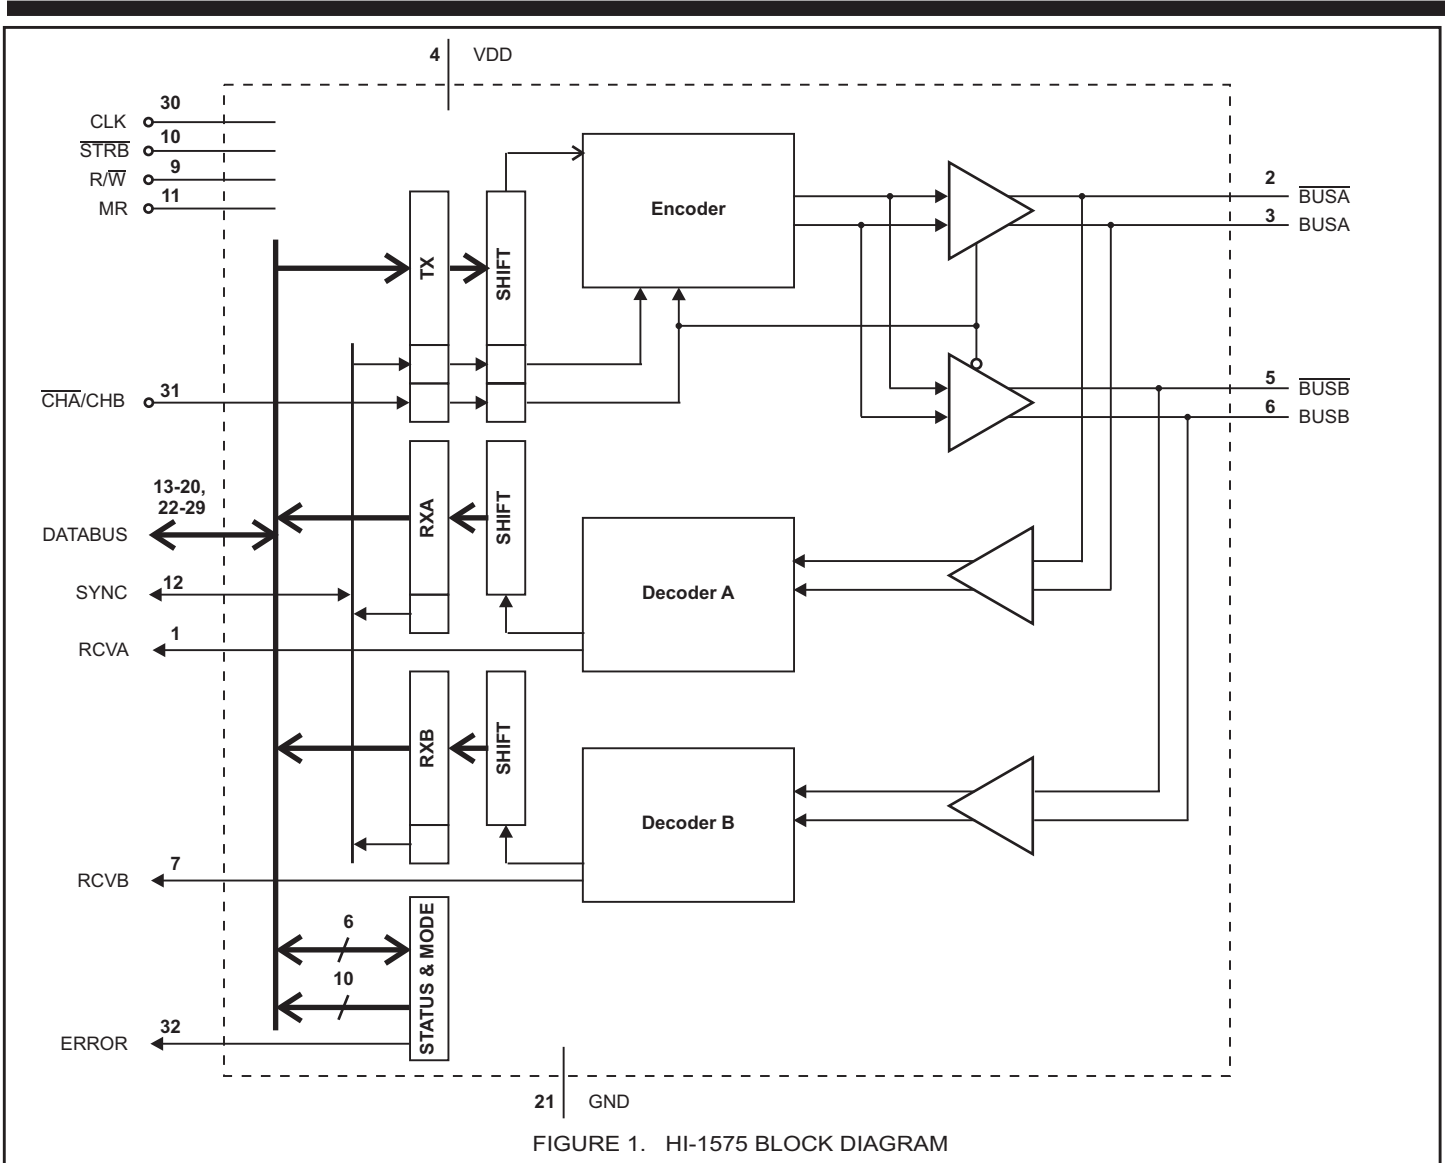 4 VDD
CLK 30
STRB 10
R/W 9
MR 11
TX
SHIFT
Encoder
2 BUSA
3 BUSA
5 BUSB
6 BUSB
CHA/CHB 31
13-20,
22-29
DATABUS
SYNC 12
RCVA 1
RXA
SHIFT
Decoder A
RXB
SHIFT
Decoder B
RCVB 7
6
10
STATUS & MODE
ERROR 32
21 GND
FIGURE 1. HI-1575 BLOCK DIAGRAM